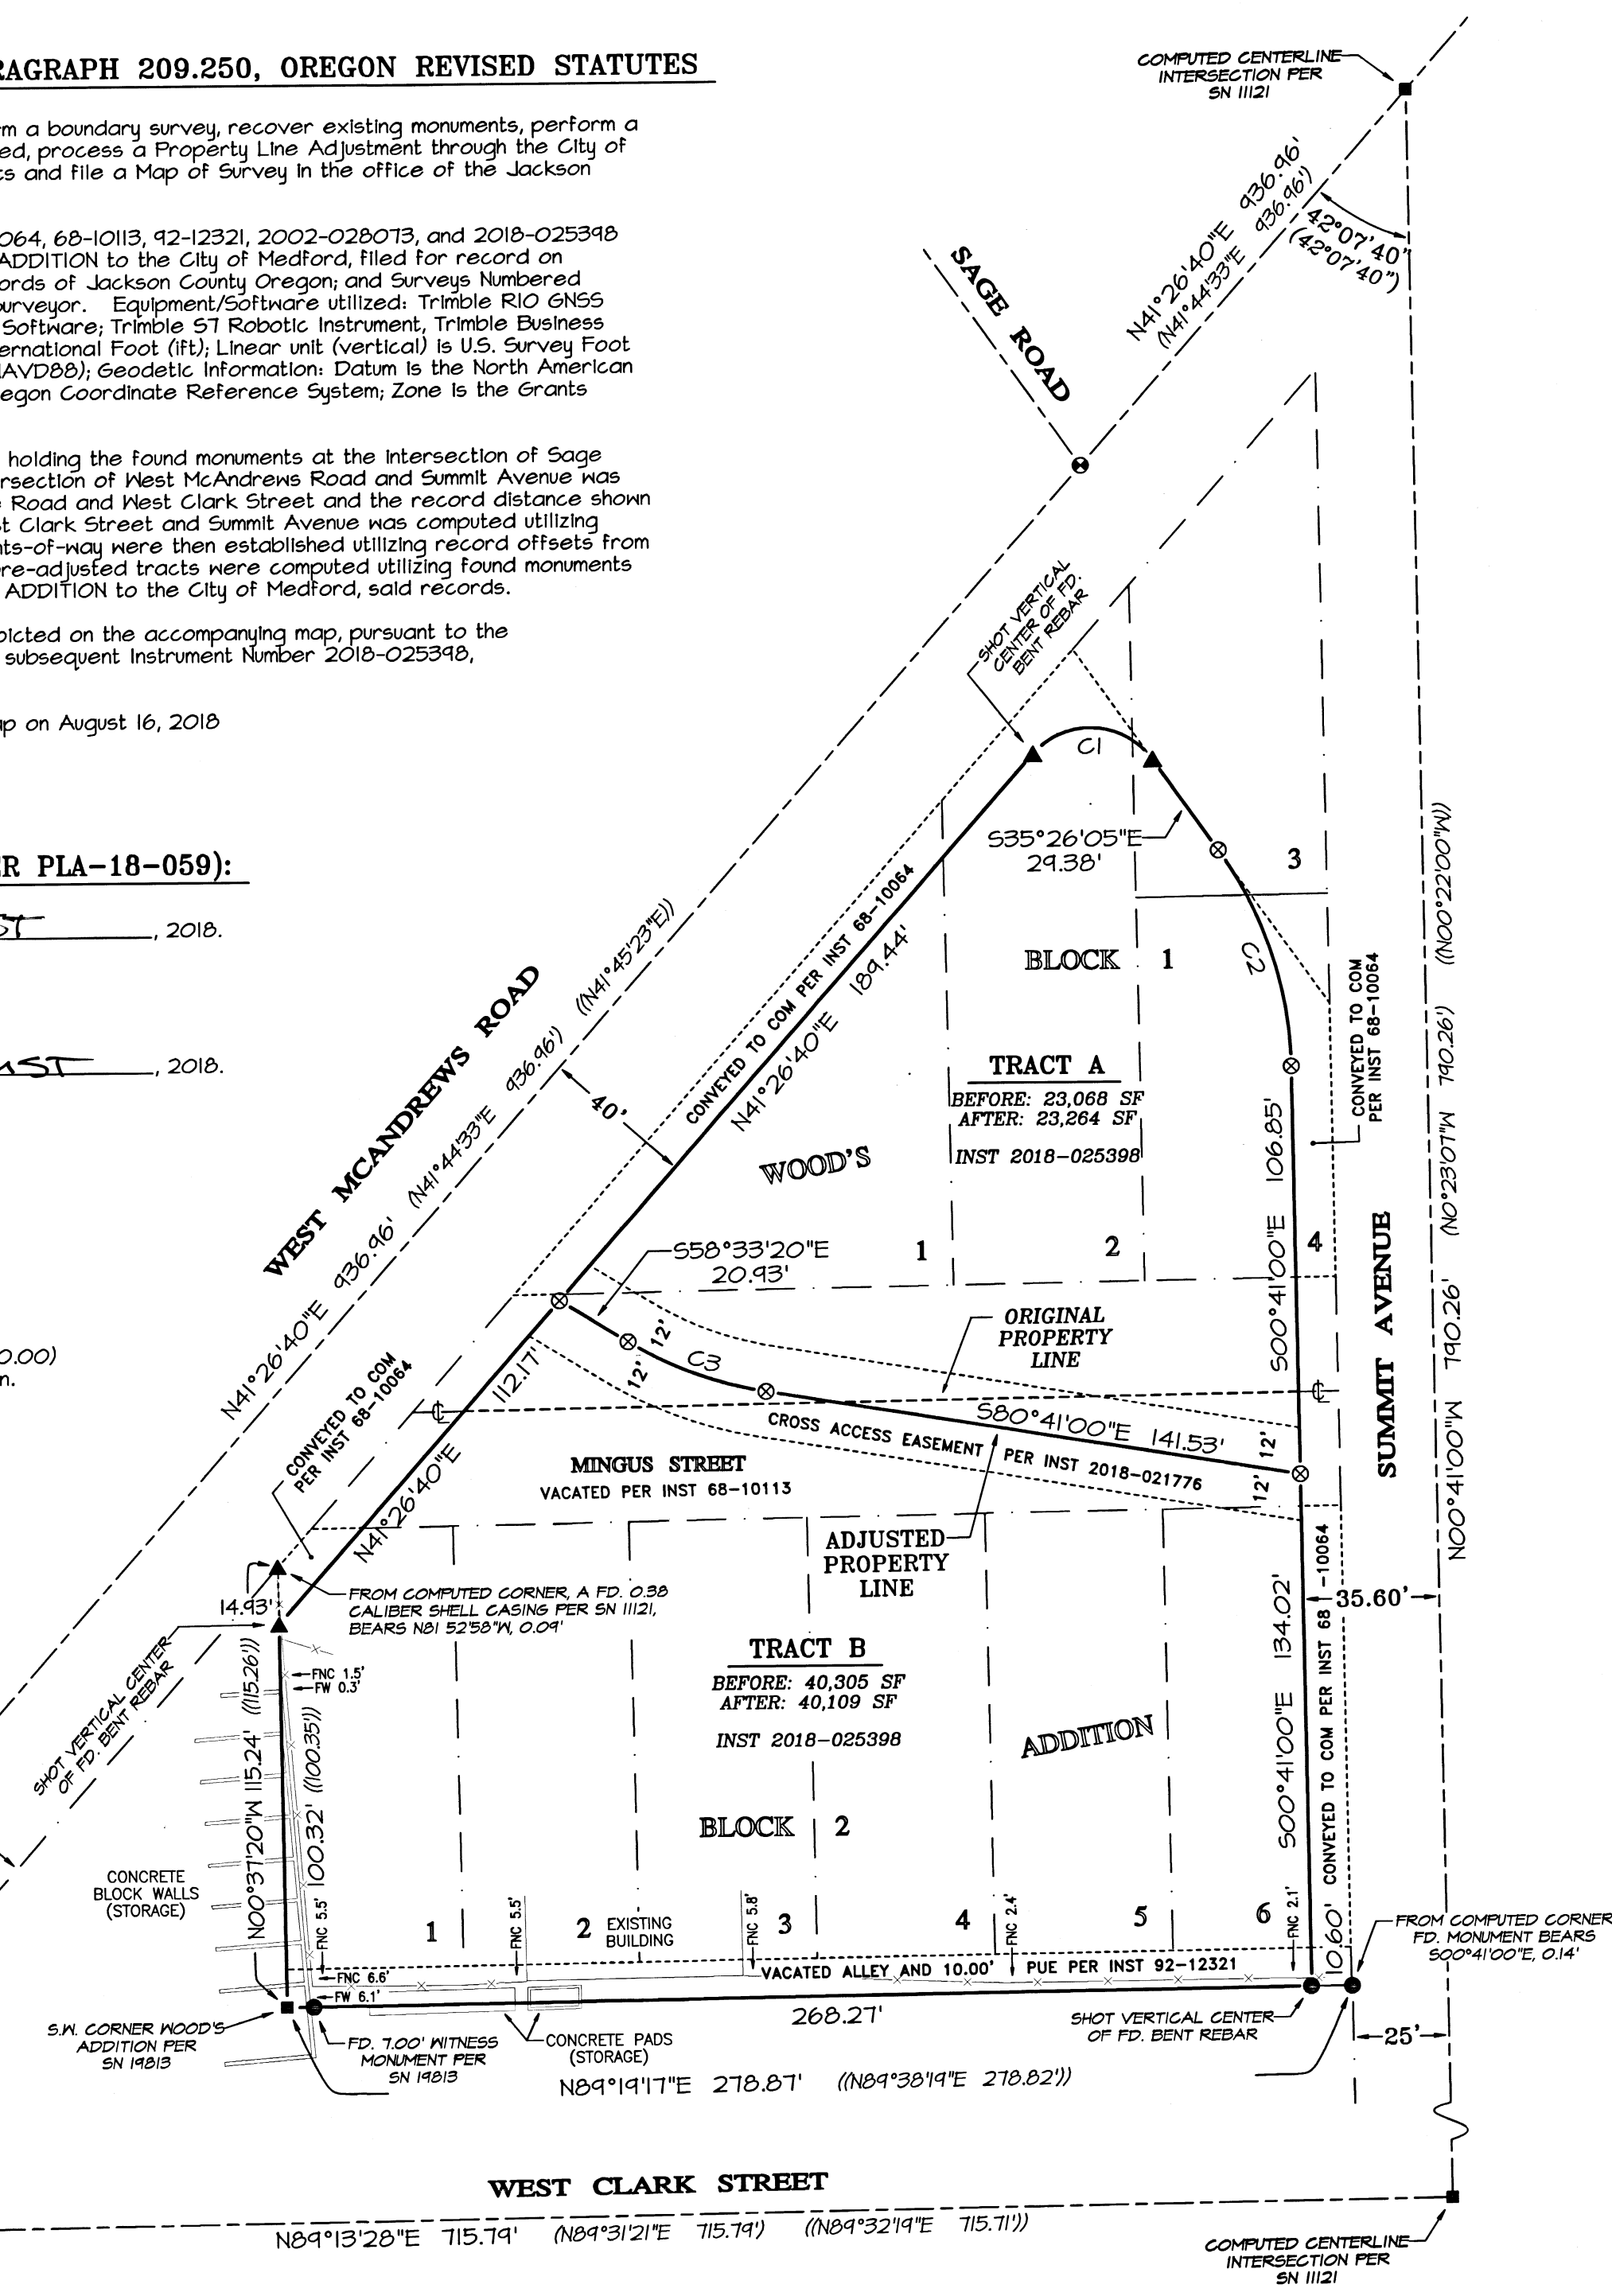 RAGRAPH 209.250, OREGON REVISED STATUTES
m a boundary survey, recover existing monuments, perform a
ed, process a Property Line Adjustment through the City of
s and file a Map of Survey in the office of the Jackson
064, 68-10113, 92-12321, 2002-028073, and 2018-025398
ADDITION to the City of Medford, filed for record on
ords of Jackson County Oregon; and Surveys Numbered
urveyor. Equipment/Software utilized: Trimble R10 GNSS
Software; Trimble S7 Robotic Instrument, Trimble Business
ernational Foot (ift); Linear unit (vertical) is U.S. Survey Foot
NAVD88); Geodetic Information: Datum is the North American
egon Coordinate Reference System; Zone is the Grants
holding the found monuments at the intersection of Sage
rsection of West McAndrews Road and Summit Avenue was
Road and West Clark Street and the record distance shown
st Clark Street and Summit Avenue was computed utilizing
hts-of-way were then established utilizing record offsets from
re-adjusted tracts were computed utilizing found monuments
ADDITION to the City of Medford, said records.
picted on the accompanying map, pursuant to the
subsequent Instrument Number 2018-025398,
ap on August 16, 2018
R PLA-18-059):
ST , 2018.
UST , 2018.
0.00)
n.
COMPUTED CENTERLINE
INTERSECTION PER
SN 11121
N41°26'40"E 936.96'
(N41°44'33"E 936.96')
42°07'40"
(42°07'40")
SAGE ROAD
SHOT VERTICAL
CENTER OF FD.
BENT REBAR
C1
S35°26'05"E
29.38'
3
C2
BLOCK 1
CONVEYED TO COM PER INST 68-10064
N41°26'40"E 189.44'
TRACT A
BEFORE: 23,068 SF
AFTER: 23,264 SF
INST 2018-025398
WOOD'S
CONVEYED TO COM
PER INST 68-10064
((N00°22'00"W))
(N0°23'07"W 790.26')
N00°41'00"W 790.26'
SUMMIT AVENUE
S00°41'00"E 106.85'
4
1
2
WEST MCANDREWS ROAD
((N41°45'23"E))
(N41°44'33"E 936.96')
N41°26'40"E 936.96'
40'
S58°33'20"E
20.93'
12'
12'
C3
ORIGINAL
PROPERTY
LINE
112.17'
N41°26'40"E
CONVEYED TO COM
PER INST 68-10064
S80°41'00"E 141.53'
CROSS ACCESS EASEMENT PER INST 2018-021776
12'
12'
MINGUS STREET
VACATED PER INST 68-10113
ADJUSTED
PROPERTY
LINE
FROM COMPUTED CORNER, A FD. 0.38
CALIBER SHELL CASING PER SN 11121,
BEARS N81 52'58"W, 0.09'
14.93'
SHOT VERTICAL CENTER
OF FD. BENT REBAR
FNC 1.5'
FW 0.3'
N00°37'20"W 115.24' ((115.26'))
100.32' ((100.35'))
TRACT B
BEFORE: 40,305 SF
AFTER: 40,109 SF
INST 2018-025398
ADDITION
BLOCK 2
S00°41'00"E 134.02'
CONVEYED TO COM PER INST 68-10064
35.60'
CONCRETE
BLOCK WALLS
(STORAGE)
FNC 5.5'
1
FNC 5.5'
2
EXISTING
BUILDING
FNC 5.8'
3
4
FNC 2.4'
5
6
FNC 2.1'
10.60'
FROM COMPUTED CORNER
FD. MONUMENT BEARS
S00°41'00"E, 0.14'
FNC 6.6'
VACATED ALLEY AND 10.00' PUE PER INST 92-12321
FW 6.1'
268.27'
S.W. CORNER WOOD'S
ADDITION PER
SN 19813
FD. 7.00' WITNESS
MONUMENT PER
SN 19813
CONCRETE PADS
(STORAGE)
SHOT VERTICAL CENTER
OF FD. BENT REBAR
25'
N89°19'17"E 278.87' ((N89°38'19"E 278.82'))
WEST CLARK STREET
N89°13'28"E 715.79' (N89°31'21"E 715.79') ((N89°32'19"E 715.71'))
COMPUTED CENTERLINE
INTERSECTION PER
SN 11121